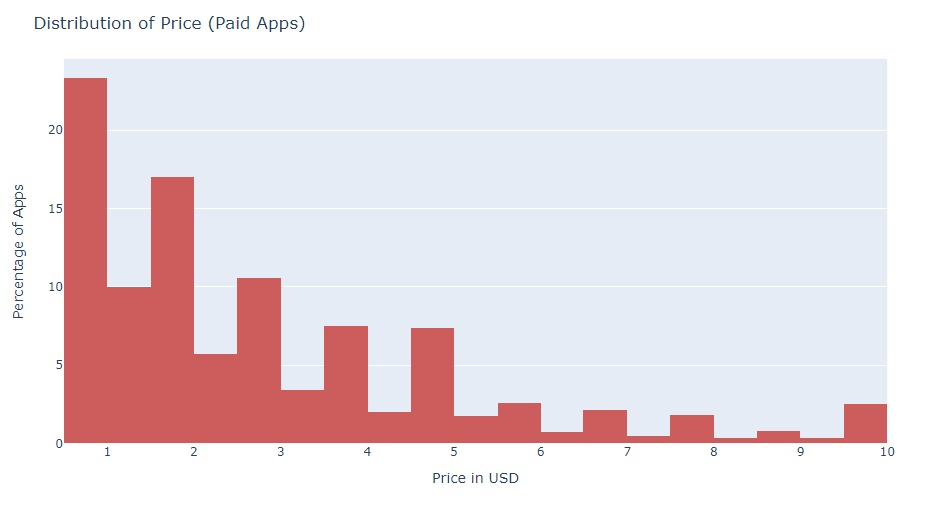 Distribution of Price (Paid Apps)
Percentage of Apps
20
15
10
5
0
1 2 3 4 5 6 7 8 9 10
Price in USD